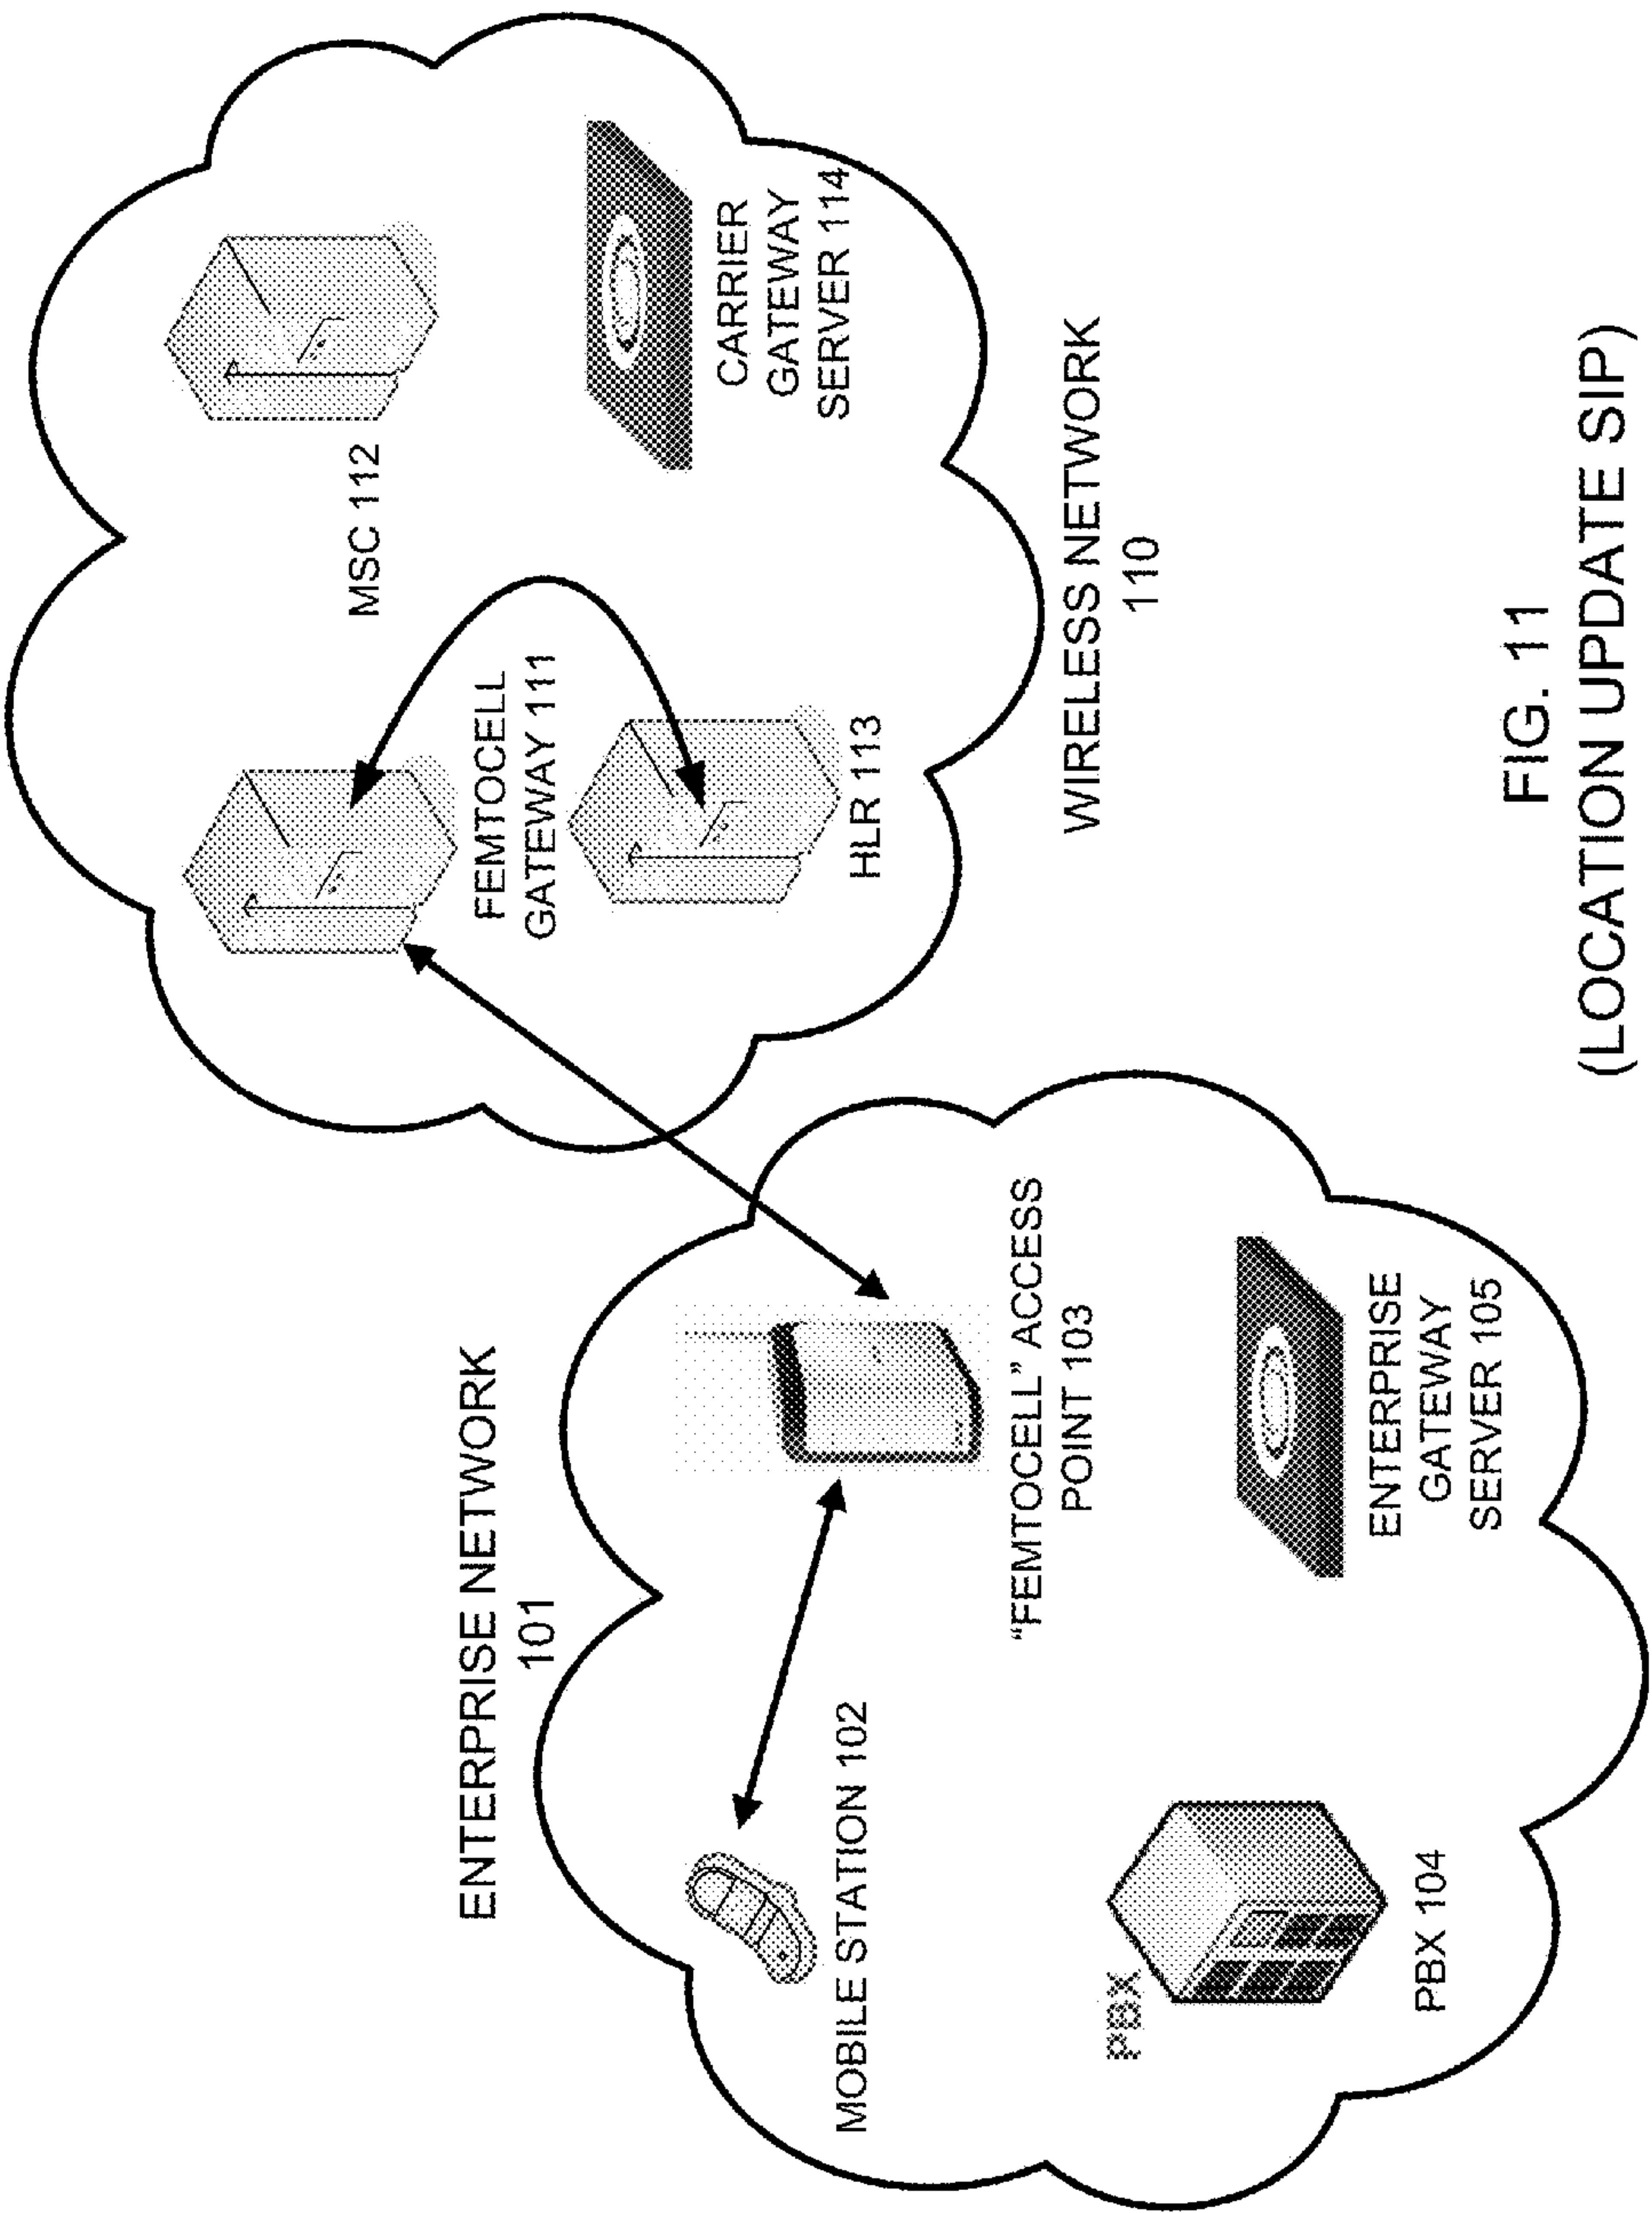 ENTERPRISE NETWORK
101
MOBILE STATION 102
"FEMTOCELL" ACCESS
POINT 103
PBX
PBX 104
ENTERPRISE
GATEWAY
SERVER 105
MSC 112
FEMTOCELL
GATEWAY 111
HLR 113
CARRIER
GATEWAY
SERVER 114
WIRELESS NETWORK
110
FIG. 11
(LOCATION UPDATE SIP)